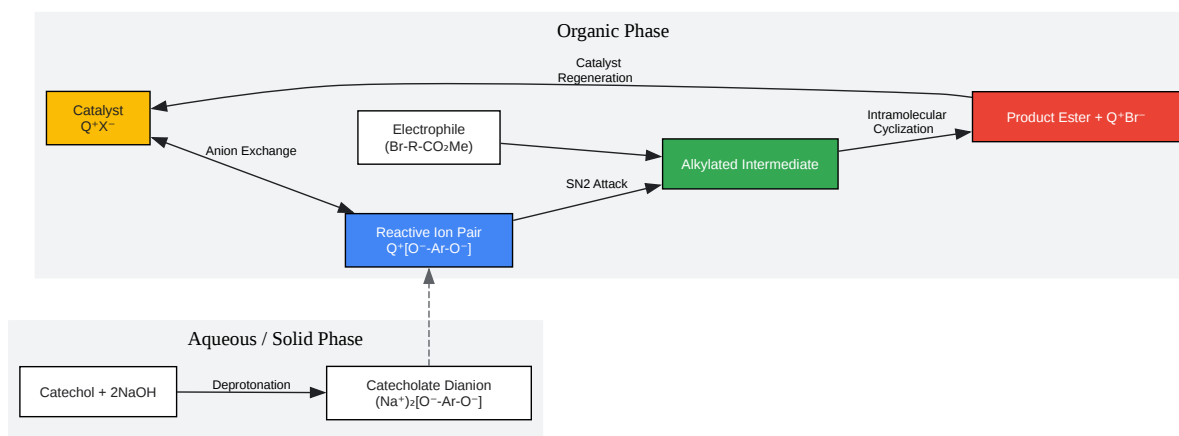 Organic Phase
Catalyst
Regeneration
Catalyst
Q⁺X⁻
Electrophile
(Br-R-CO₂Me)
Intramolecular
Cyclization
Product Ester + Q⁺Br⁻
Anion Exchange
Alkylated Intermediate
SN2 Attack
Reactive Ion Pair
Q⁺[O⁻-Ar-O⁻]
Aqueous / Solid Phase
Catechol + 2NaOH
Deprotonation
Catecholate Dianion
(Na⁺)₂[O⁻-Ar-O⁻]